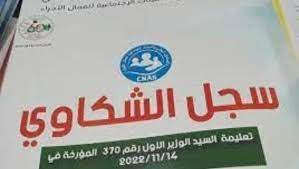 الاجتماعية للعمال الأجراء
CNAS
سجل الشكاوي
تعليمة السيد الوزير الأول رقم 370 المؤرخة في
2022/11/14